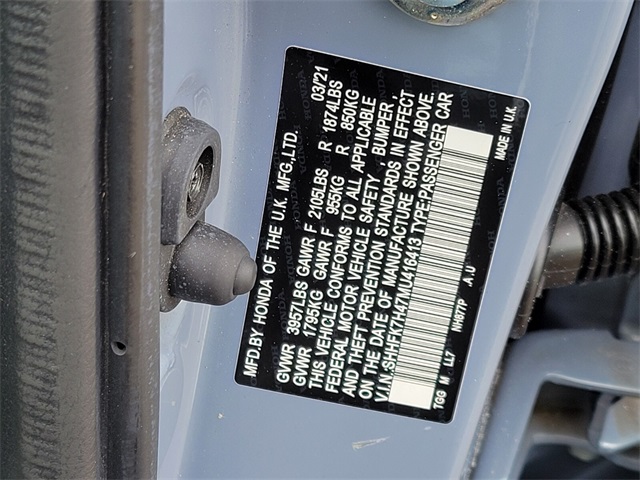 MFD.BY HONDA OF THE U.K. MFG.,LTD. 03/'21
GVWR 3957LBS GAWR F 2105LBS R 1874LBS
GVWR 1795KG GAWR F 955KG R 850KG
THIS VEHICLE CONFORMS TO ALL APPLICABLE
FEDERAL MOTOR VEHICLE SAFETY , BUMPER ,
AND THEFT PREVENTION STANDARDS IN EFFECT
ON THE DATE OF MANUFACTURE SHOWN ABOVE.
V.I.N.:SHHFK7H47MU416413 TYPE:PASSENGER CAR
TGG M LL7 NH877P A,U MADE IN U.K.